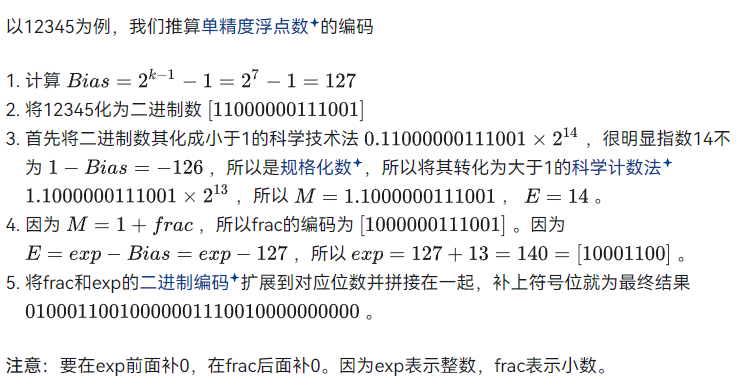 以12345为例，我们推算单精度浮点数✦的编码
1. 计算 Bias = 2^{k-1} - 1 = 2^7 - 1 = 127
2. 将12345化为二进制数 [11000000111001]
3. 首先将二进制数其化成小于1的科学技术法 0.11000000111001 × 2^{14} ，很明显指数14不
为 1 - Bias = -126 ，所以是规格化数✦，所以将其转化为大于1的科学计数法✦
1.1000000111001 × 2^{13} ，所以 M = 1.1000000111001 ， E = 14 。
4. 因为 M = 1 + frac ，所以frac的编码为 [1000000111001] 。因为
E = exp - Bias = exp - 127 ，所以 exp = 127 + 13 = 140 = [10001100] 。
5. 将frac和exp的二进制编码✦扩展到对应位数并拼接在一起，补上符号位就为最终结果
01000110010000001110010000000000 。
注意：要在exp前面补0，在frac后面补0。因为exp表示整数，frac表示小数。